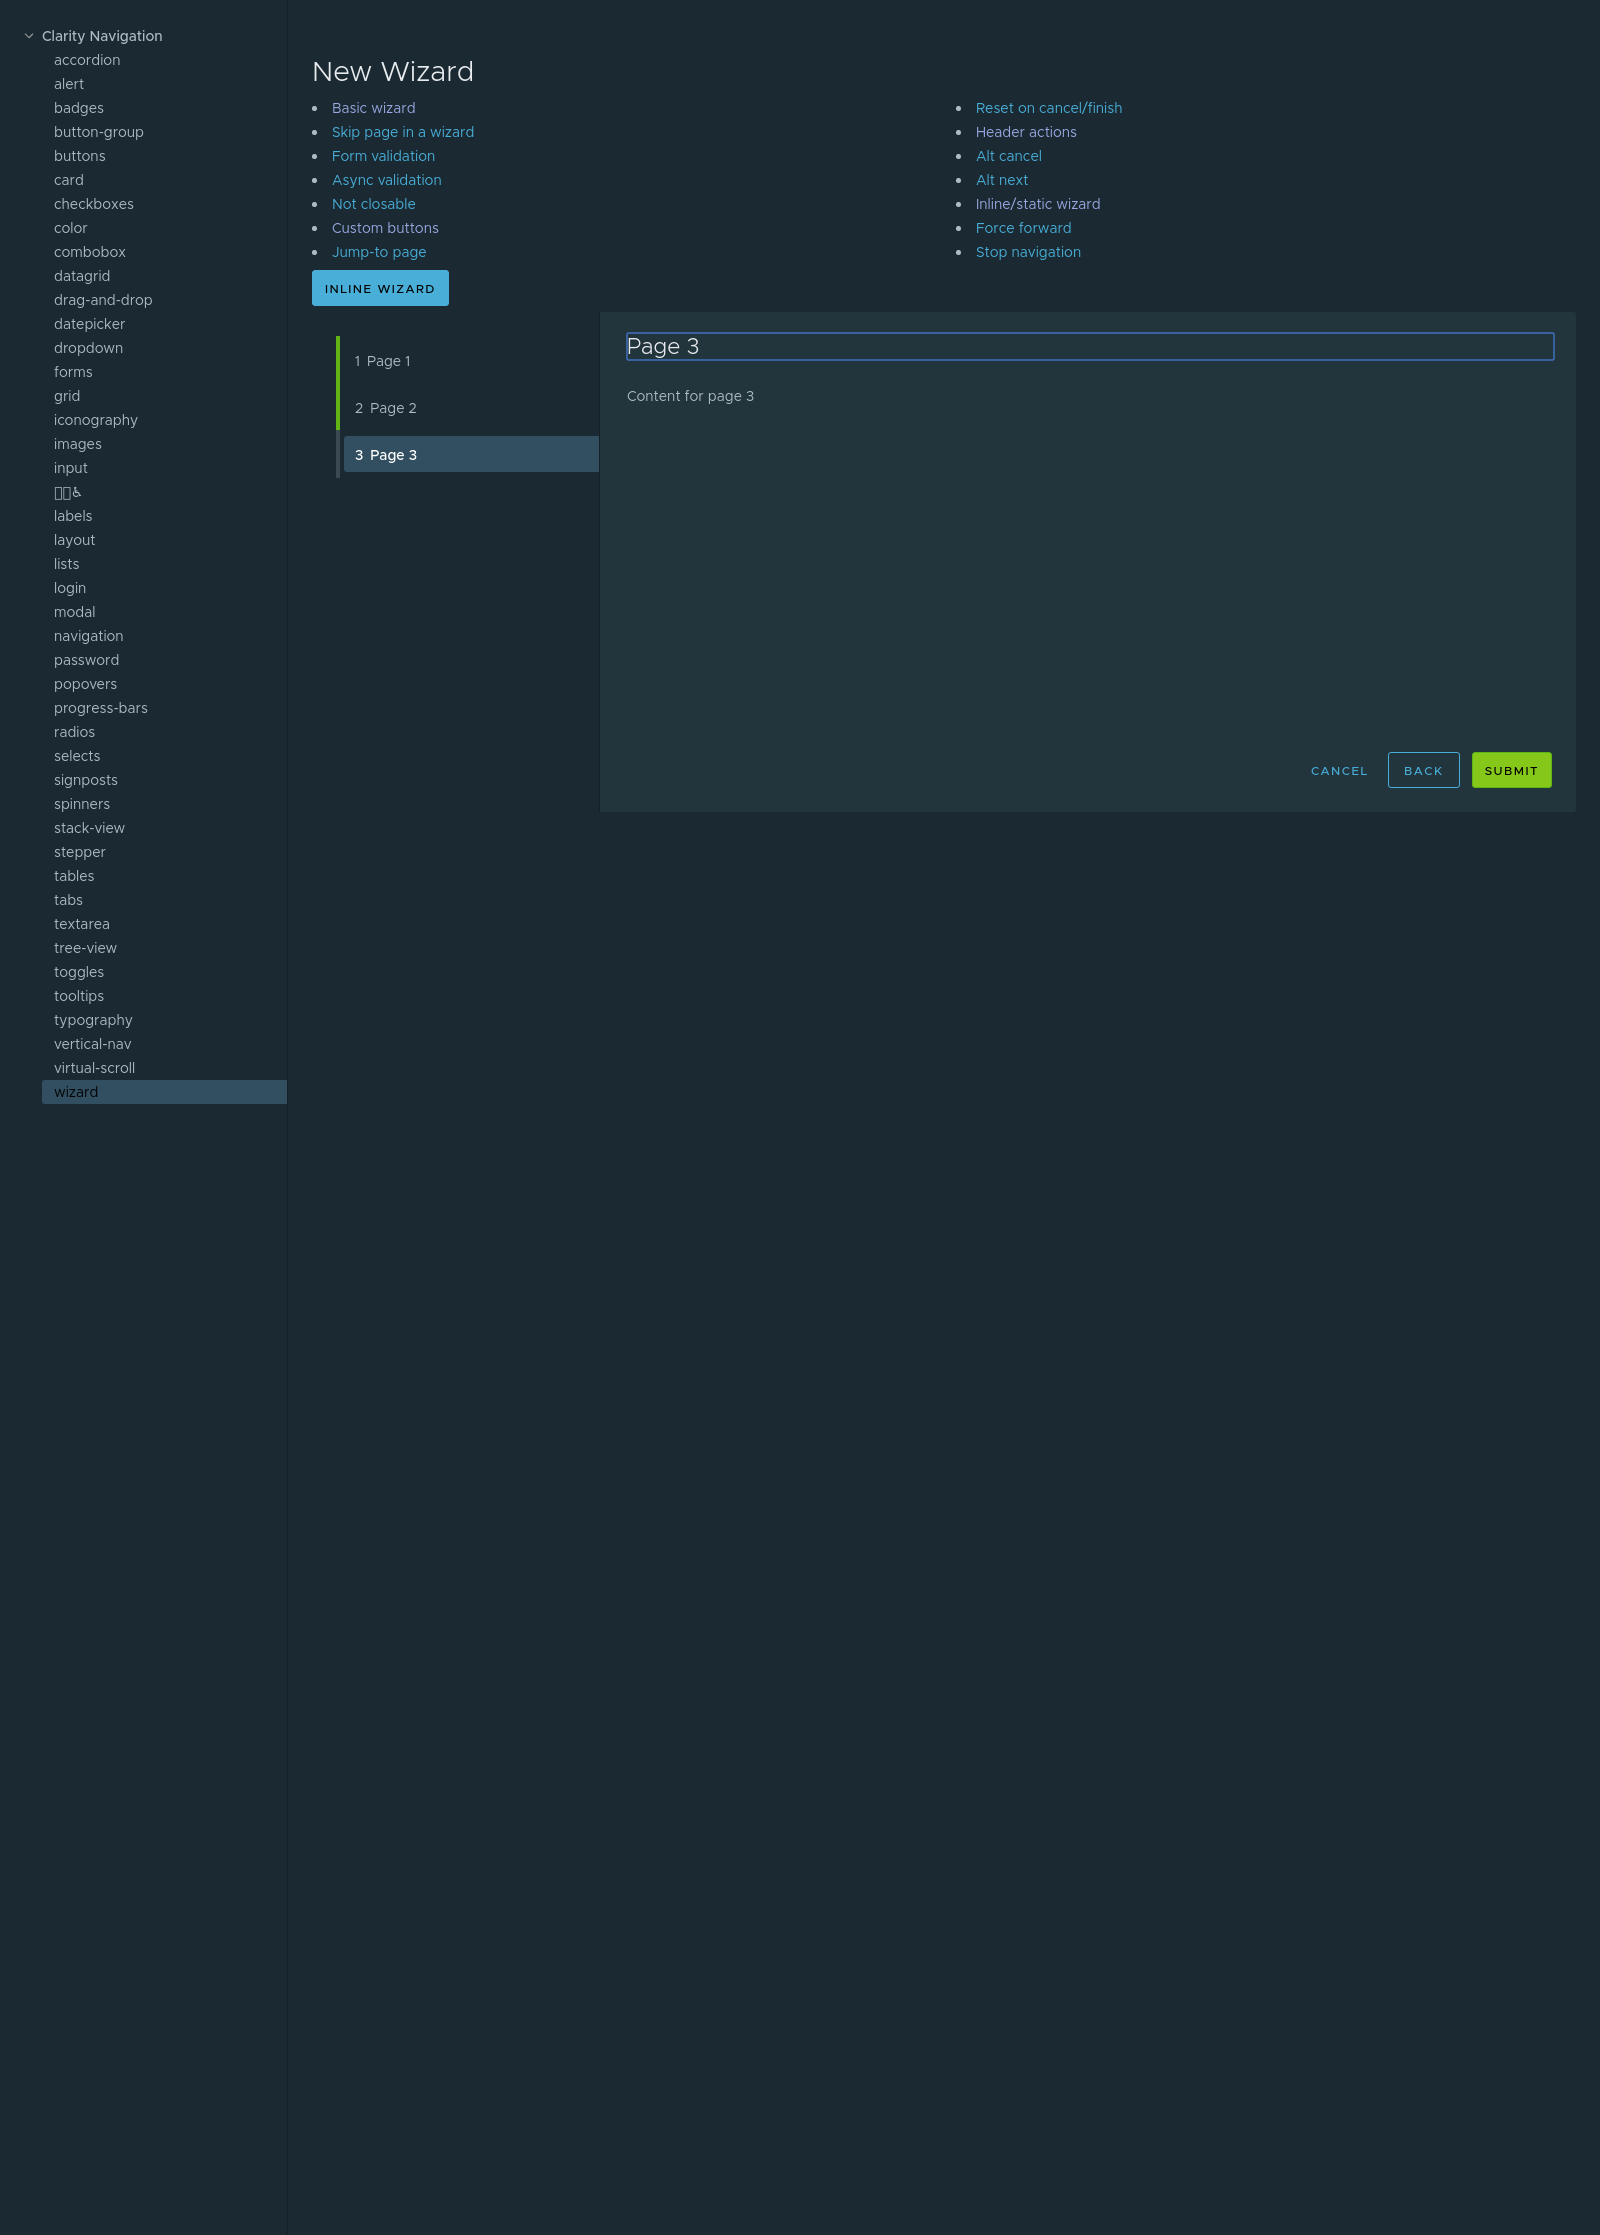 Clarity Navigation
accordion
alert
badges
button-group
buttons
card
checkboxes
color
combobox
datagrid
drag-and-drop
datepicker
dropdown
forms
grid
iconography
images
input
♿
labels
layout
lists
login
modal
navigation
password
popovers
progress-bars
radios
selects
signposts
spinners
stack-view
stepper
tables
tabs
textarea
tree-view
toggles
tooltips
typography
vertical-nav
virtual-scroll
wizard
New Wizard
Basic wizard
Skip page in a wizard
Form validation
Async validation
Not closable
Custom buttons
Jump-to page
Reset on cancel/finish
Header actions
Alt cancel
Alt next
Inline/static wizard
Force forward
Stop navigation
INLINE WIZARD
1 Page 1
2 Page 2
3 Page 3
Page 3
Content for page 3
CANCEL
BACK
SUBMIT